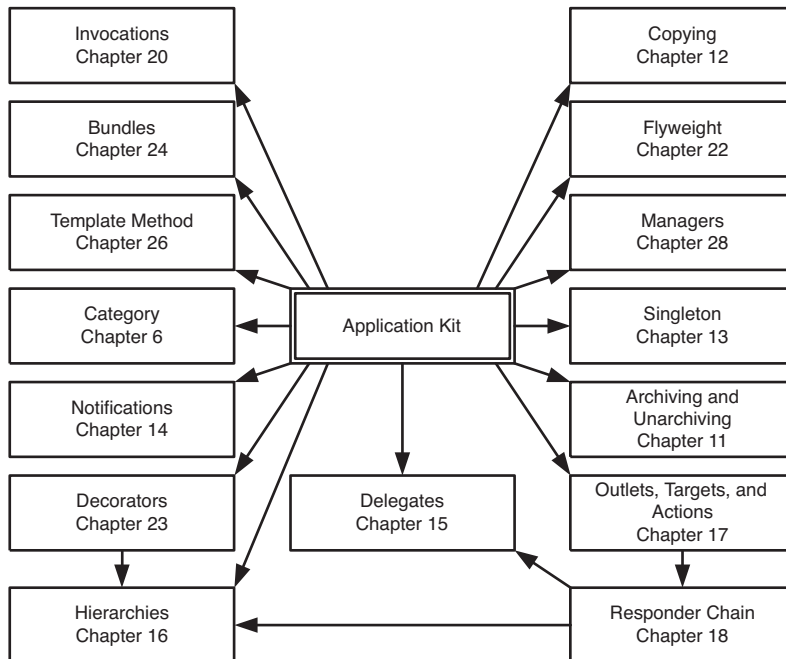 Invocations
Chapter 20
Copying
Chapter 12
Bundles
Chapter 24
Flyweight
Chapter 22
Template Method
Chapter 26
Managers
Chapter 28
Category
Chapter 6
Application Kit
Singleton
Chapter 13
Notifications
Chapter 14
Archiving and
Unarchiving
Chapter 11
Decorators
Chapter 23
Delegates
Chapter 15
Outlets, Targets, and
Actions
Chapter 17
Hierarchies
Chapter 16
Responder Chain
Chapter 18